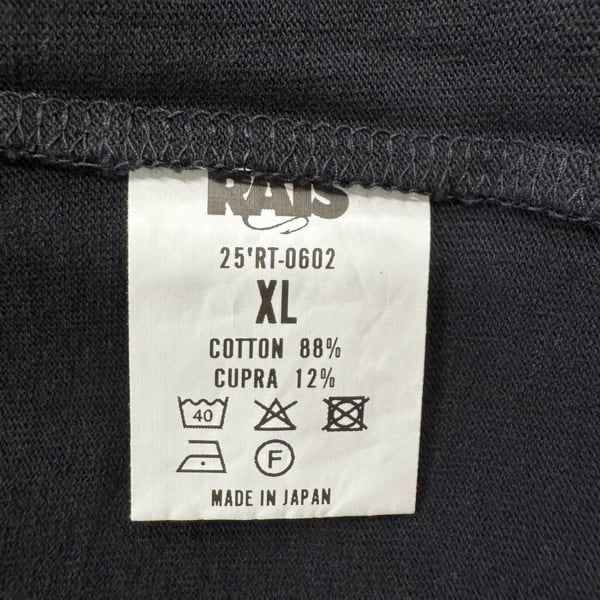 RATS
25'RT-0602
XL
COTTON 88%
CUPRA 12%
40
F
MADE IN JAPAN